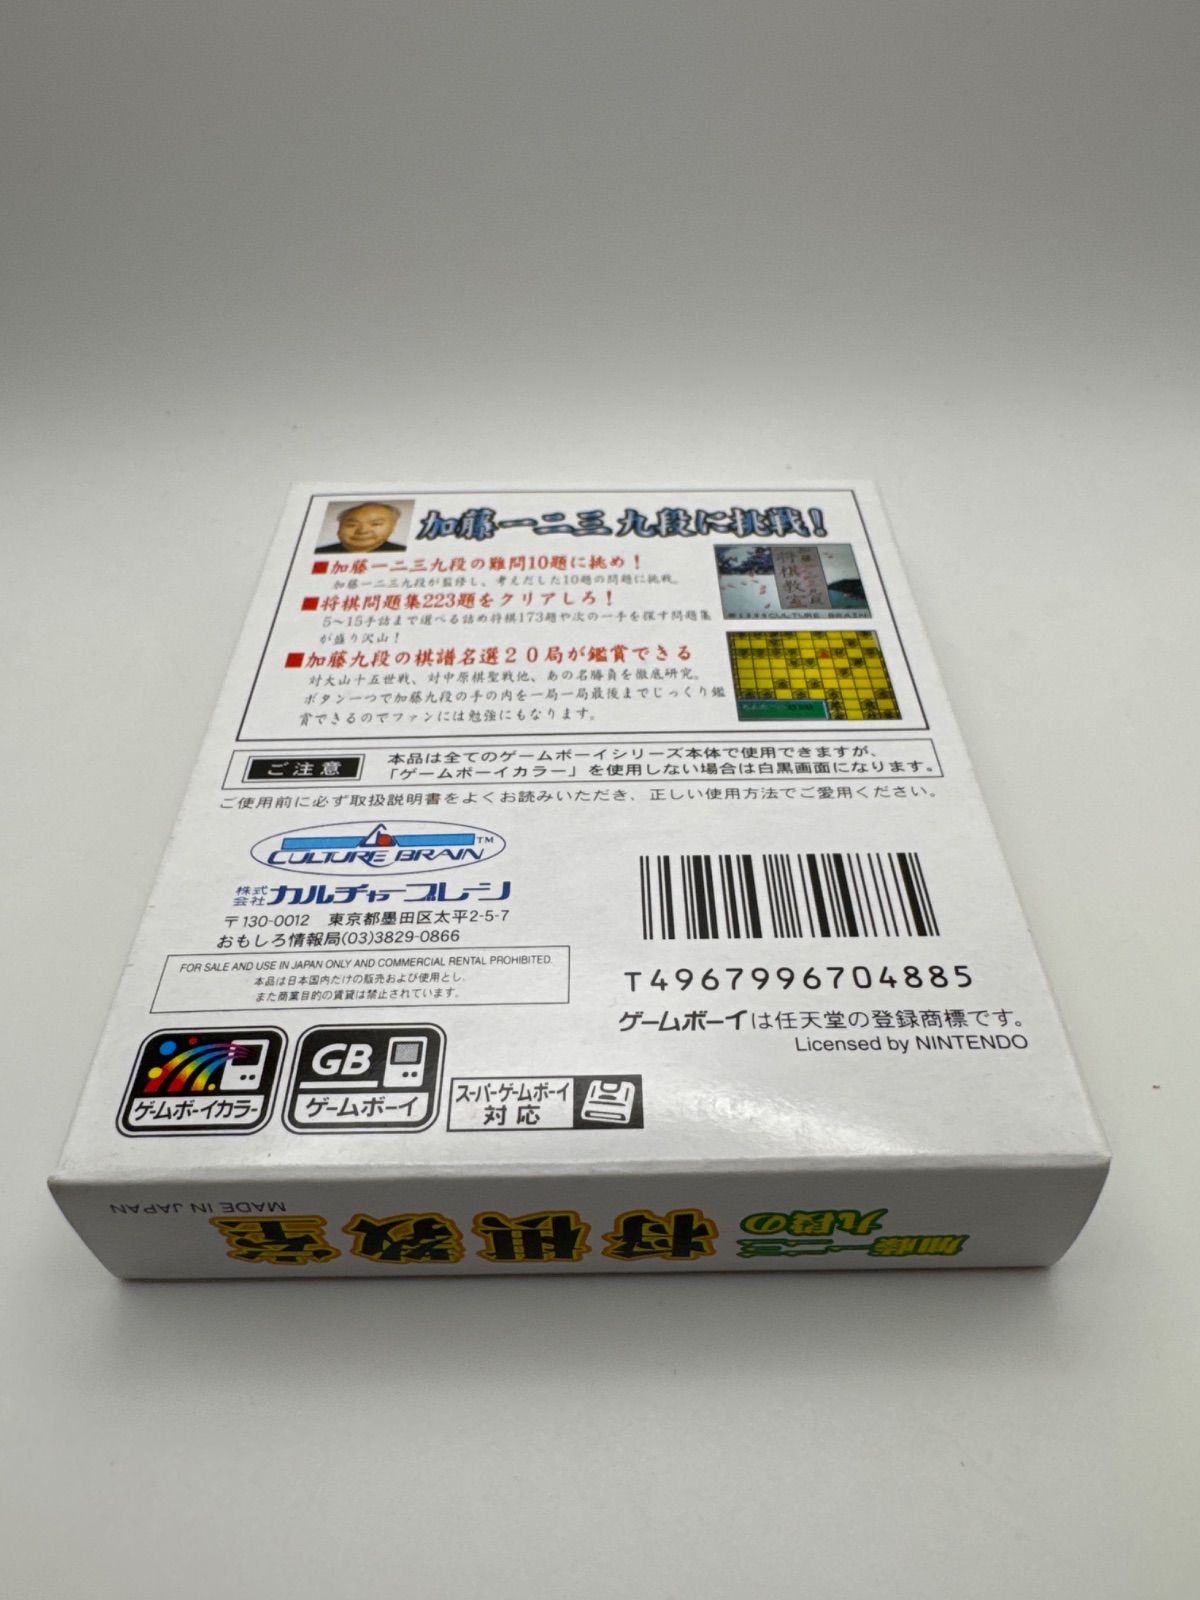 加藤一二三九段に挑戦！
■加藤一二三九段の難問10題に挑め！
加藤一二三九段が監修し、考えだした10題の問題に挑戦。
■将棋問題集223題をクリアしろ！
5～15手詰まで選べる詰め将棋173題や次の一手を探す問題集
が盛り沢山！
■加藤九段の棋譜名選20局が鑑賞できる
対大山十五世戦、対中原棋聖戦他、あの名勝負を徹底研究。
ボタン一つで加藤九段の手の内を一局一局最後までじっくり鑑
賞できるのでファンには勉強にもなります。
加藤
一二三九段
将棋教室
CULTURE BRAIN
ご注意
本品は全てのゲームボーイシリーズ本体で使用できますが、
「ゲームボーイカラー」を使用しない場合は白黒画面になります。
ご使用前に必ず取扱説明書をよくお読みいただき、正しい使用方法でご愛用ください。
CULTURE BRAIN TM
株式会社 カルチャーブレーン
〒130-0012 東京都墨田区太平2-5-7
おもしろ情報局(03)3829-0866
FOR SALE AND USE IN JAPAN ONLY AND COMMERCIAL RENTAL PROHIBITED.
本品は日本国内だけの販売および使用とし、
また商業目的の賃貸は禁止されています。
T4967996704885
ゲームボーイは任天堂の登録商標です。
Licensed by NINTENDO
ゲームボーイカラー
GB
ゲームボーイ
スーパーゲームボーイ
対応
加藤一二三
九段の
将棋教室
MADE IN JAPAN